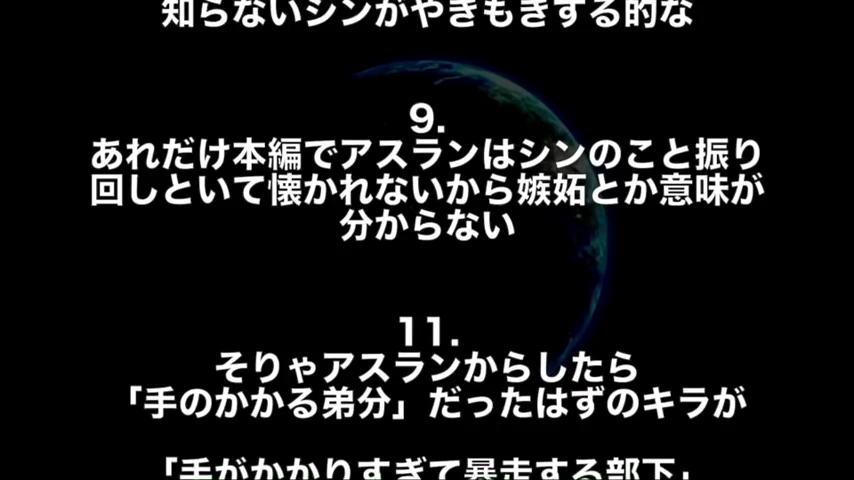 知らないシンがやきもきする的な
9.
あれだけ本編でアスランはシンのこと振り
回しといて懐かれないから嫉妬とか意味が
分からない
11.
そりゃアスランからしたら
「手のかかる弟分」だったはずのキラが
「手がかかりすぎて暴走する部下」